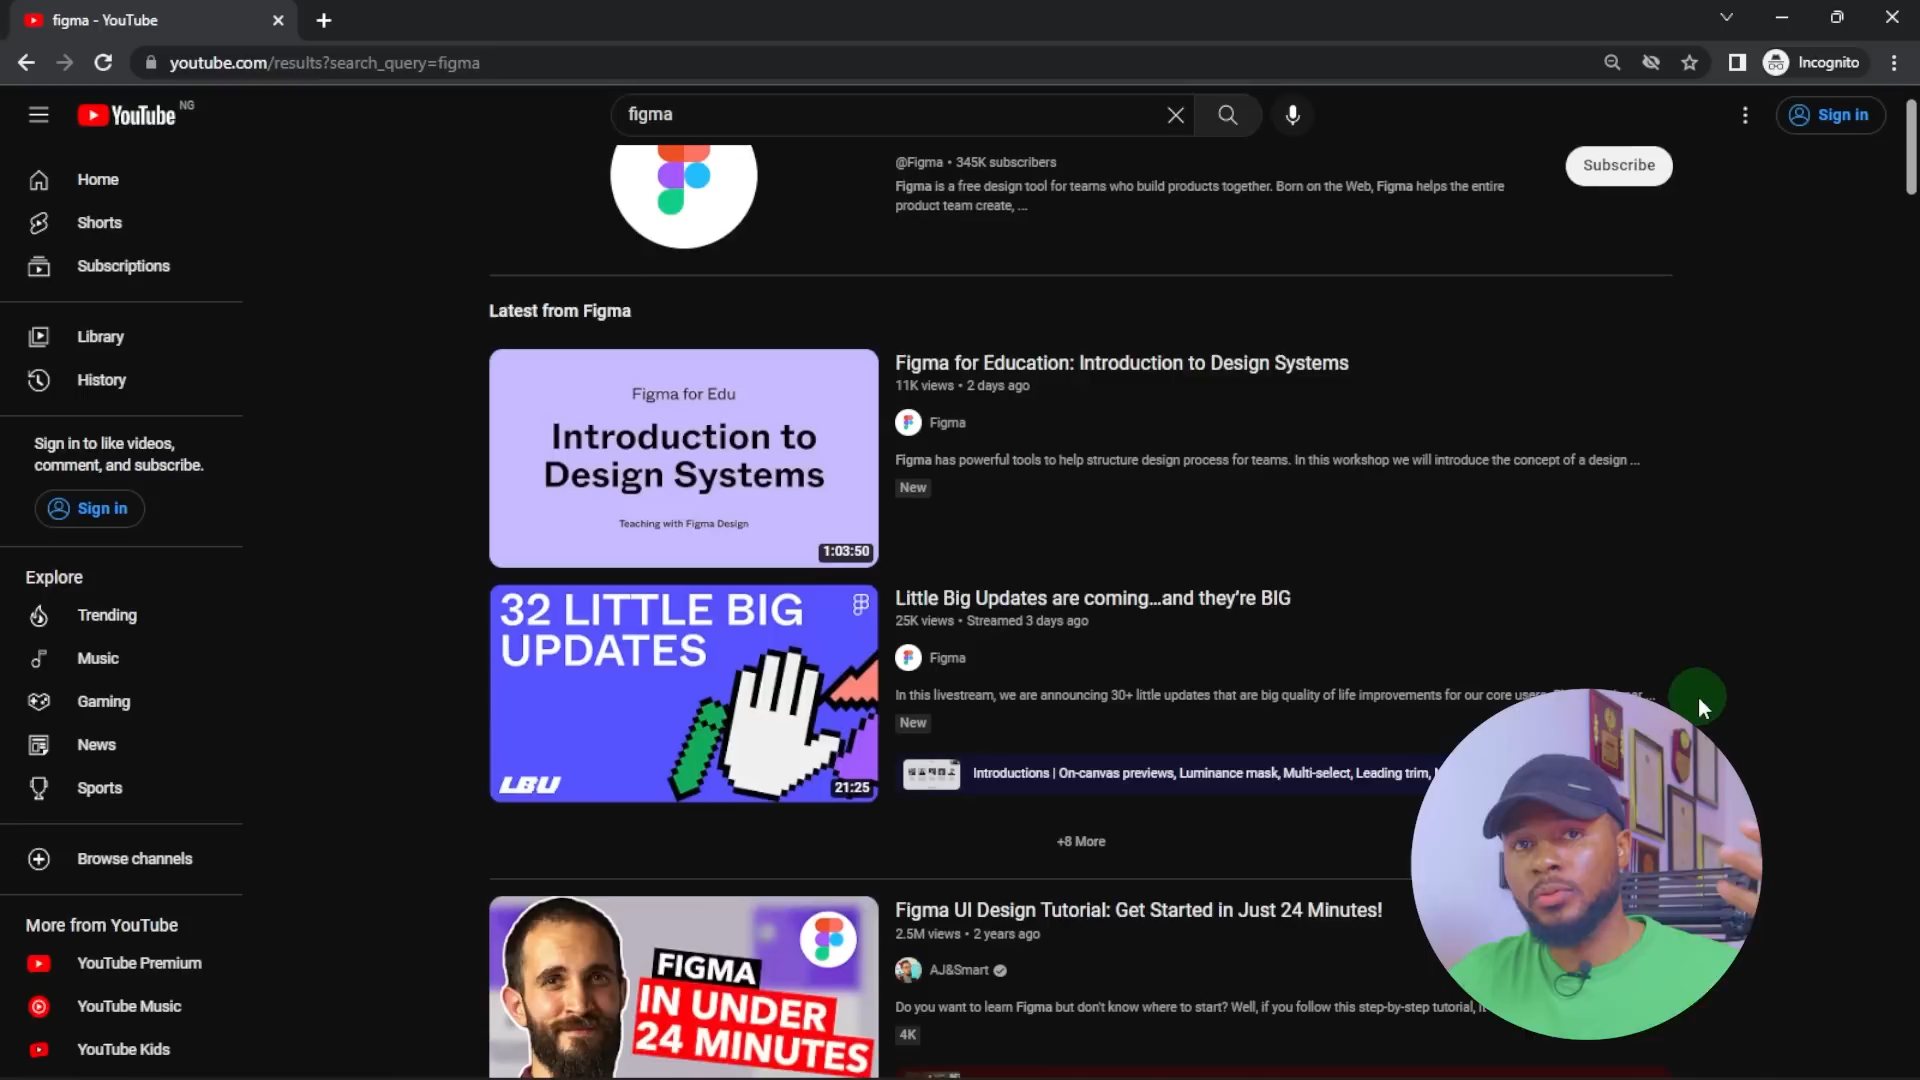 figma - YouTube
youtube.com/results?search_query=figma
Incognito
YouTube NG
figma
Sign in
Home
Shorts
Subscriptions
Library
History
Sign in to like videos,
comment, and subscribe.
Sign in
Explore
Trending
Music
Gaming
News
Sports
Browse channels
More from YouTube
YouTube Premium
YouTube Music
YouTube Kids
@Figma • 345K subscribers
Figma is a free design tool for teams who build products together. Born on the Web, Figma helps the entire
product team create, ...
Subscribe
Latest from Figma
Figma for Edu
Introduction to
Design Systems
Teaching with Figma Design
1:03:50
Figma for Education: Introduction to Design Systems
11K views • 2 days ago
Figma
Figma has powerful tools to help structure design process for teams. In this workshop we will introduce the concept of a design ...
New
32 LITTLE BIG
UPDATES
LBU
21:25
Little Big Updates are coming...and they're BIG
25K views • Streamed 3 days ago
Figma
In this livestream, we are announcing 30+ little updates that are big quality of life improvements for our core
New
Introductions | On-canvas previews, Luminance mask, Multi-select, Leading trim,
+8 More
FIGMA
IN UNDER
24 MINUTES
Figma UI Design Tutorial: Get Started in Just 24 Minutes!
2.5M views • 2 years ago
AJ&Smart
Do you want to learn Figma but don't know where to start? Well, if you follow this step-by-step tutorial,
4K